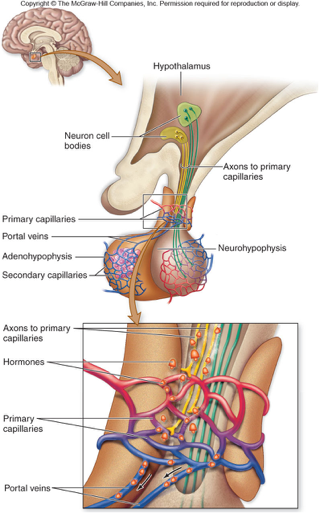 Copyright © The McGraw-Hill Companies, Inc. Permission required for reproduction or display.
Hypothalamus
Neuron cell
bodies
Axons to primary
capillaries
Primary capillaries
Portal veins
Neurohypophysis
Adenohypophysis
Secondary capillaries
Axons to primary
capillaries
Hormones
Primary
capillaries
Portal veins